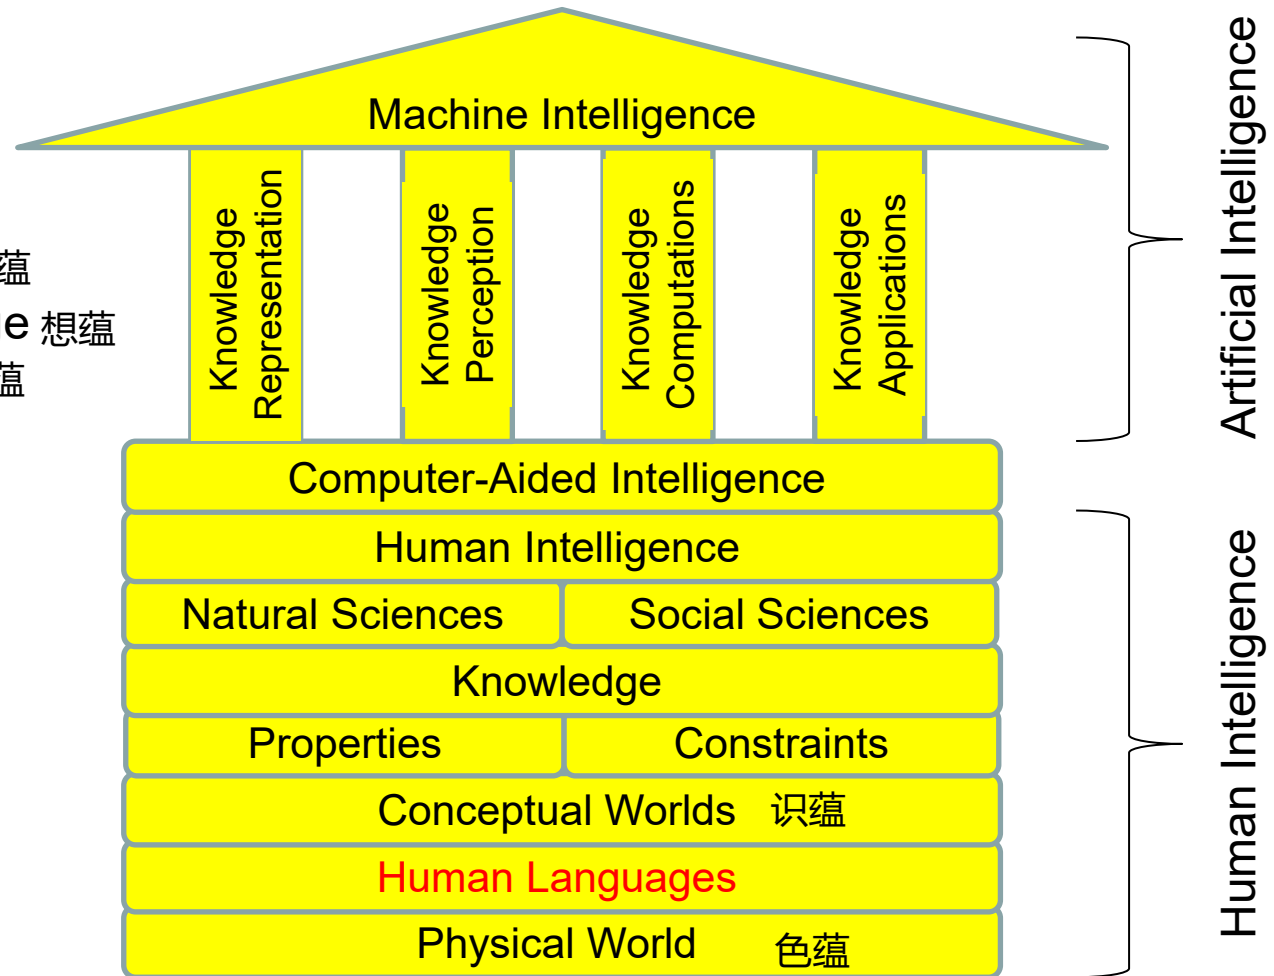 Machine Intelligence
Knowledge
Representation
Knowledge
Perception
Knowledge
Computations
Knowledge
Applications
Artificial Intelligence
蕴
e 想蕴
蕴
Computer-Aided Intelligence
Human Intelligence
Natural Sciences
Social Sciences
Knowledge
Properties
Constraints
Conceptual Worlds 识蕴
Human Languages
Physical World 色蕴
Human Intelligence